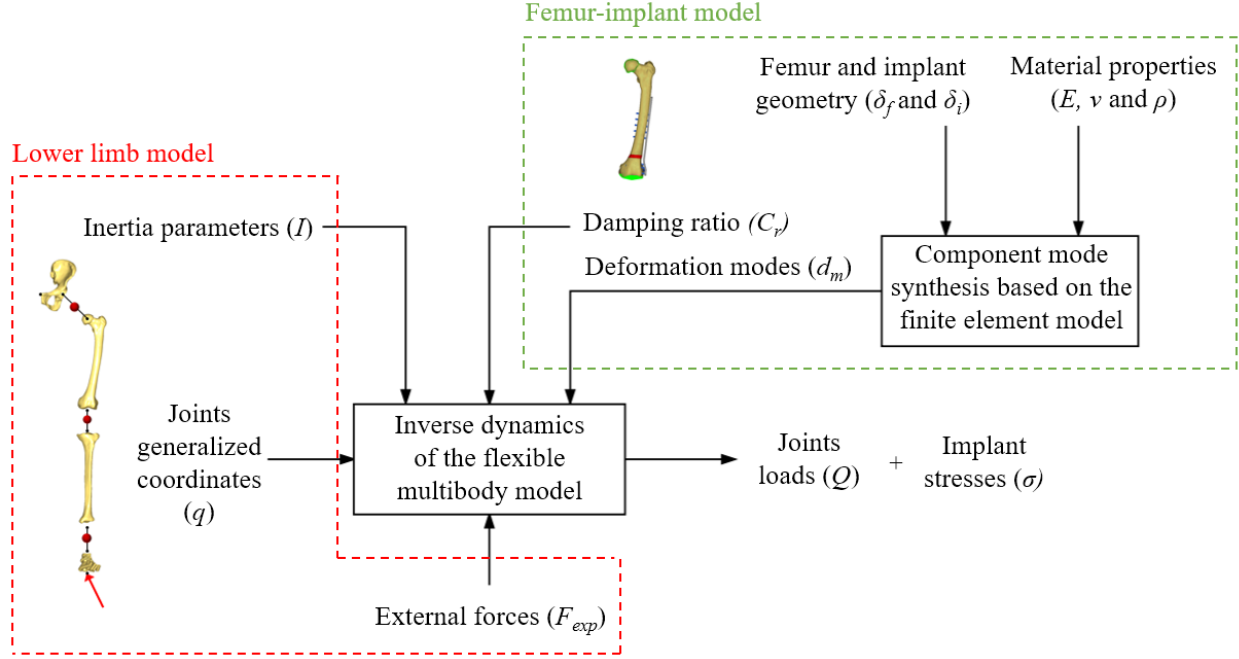 Femur-implant model
Femur and implant
geometry (δf and δi)
Material properties
(E, ν and ρ)
Lower limb model
Inertia parameters (I)
Damping ratio (Cr)
Deformation modes (dm)
Component mode
synthesis based on the
finite element model
Joints
generalized
coordinates
(q)
Inverse dynamics
of the flexible
multibody model
Joints
loads (Q)
+
Implant
stresses (σ)
External forces (Fexp)